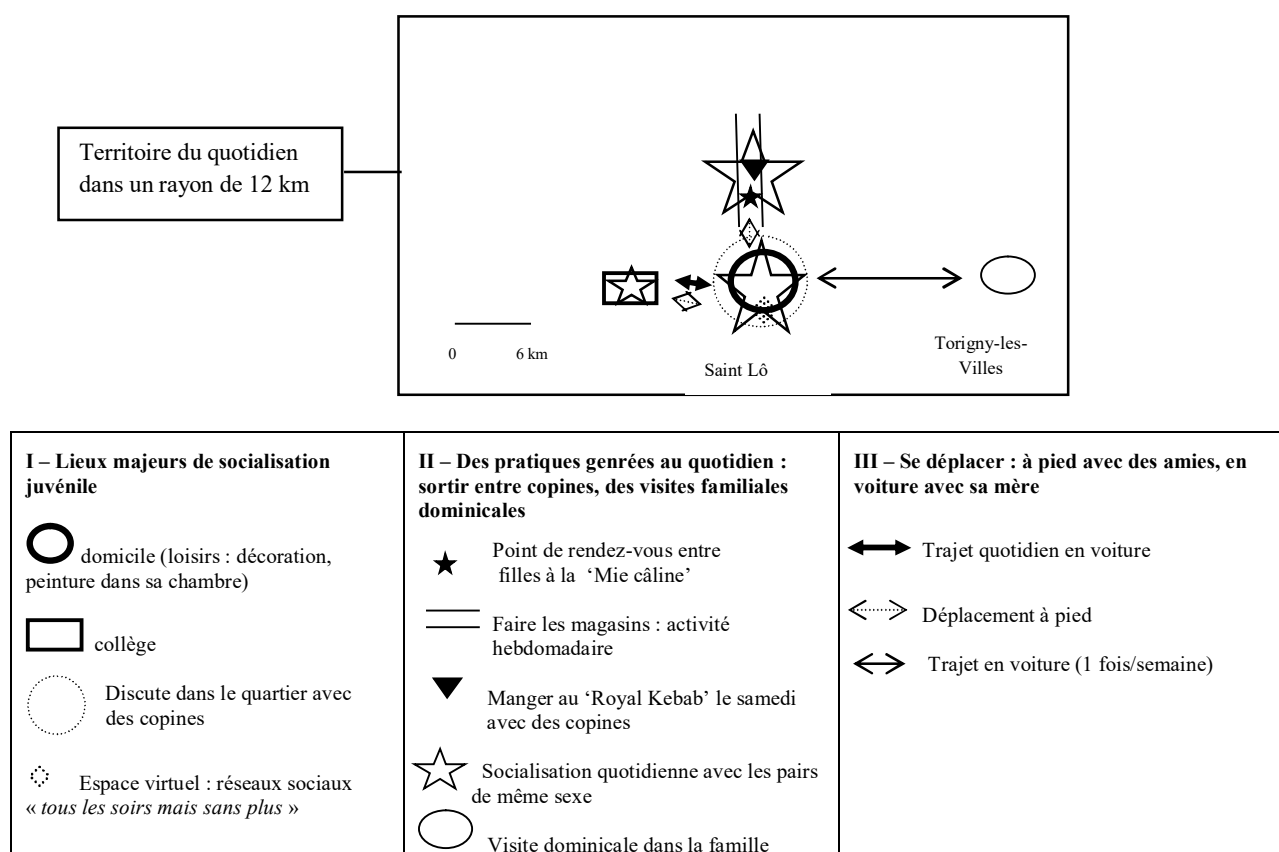 Territoire du quotidien
dans un rayon de 12 km
0 6 km
Saint Lô
Torigny-les-
Villes
I – Lieux majeurs de socialisation
juvénile
domicile (loisirs : décoration,
peinture dans sa chambre)
collège
Discute dans le quartier avec
des copines
Espace virtuel : réseaux sociaux
« tous les soirs mais sans plus »
II – Des pratiques genrées au quotidien :
sortir entre copines, des visites familiales
dominicales
Point de rendez-vous entre
filles à la ‘Mie câline’
Faire les magasins : activité
hebdomadaire
Manger au ‘Royal Kebab’ le samedi
avec des copines
Socialisation quotidienne avec les pairs
de même sexe
Visite dominicale dans la famille
III – Se déplacer : à pied avec des amies, en
voiture avec sa mère
Trajet quotidien en voiture
Déplacement à pied
Trajet en voiture (1 fois/semaine)